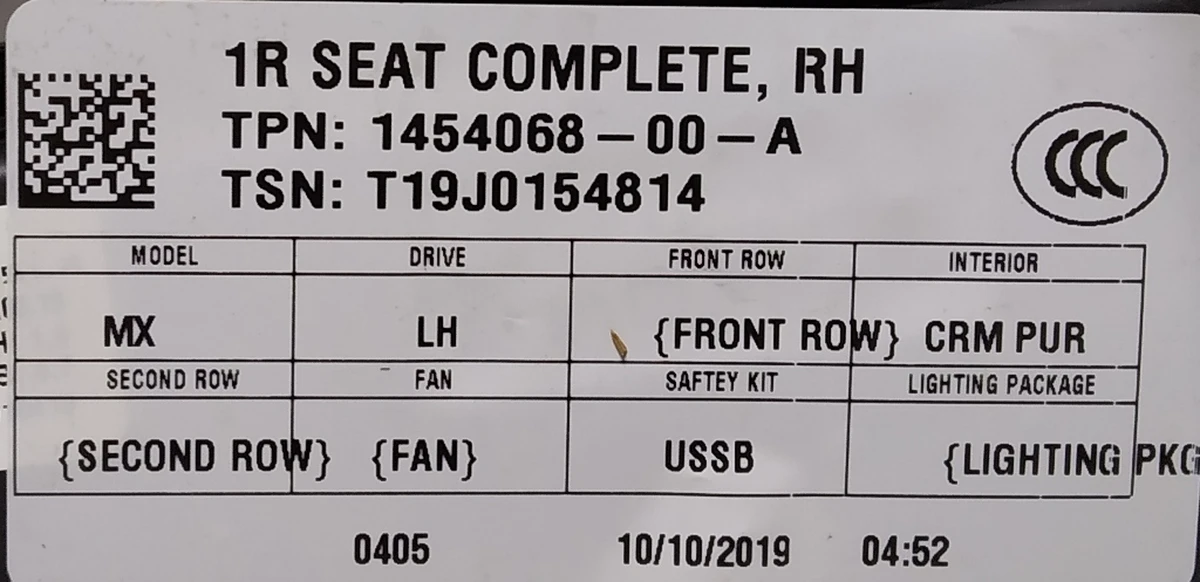 1R SEAT COMPLETE, RH
TPN: 1454068-00-A
TSN: T19J0154814
CCC
MODEL DRIVE FRONT ROW INTERIOR
MX LH {FRONT ROW} CRM PUR
SECOND ROW FAN SAFTEY KIT LIGHTING PACKAGE
{SECOND ROW} {FAN} USSB {LIGHTING PKG
0405 10/10/2019 04:52